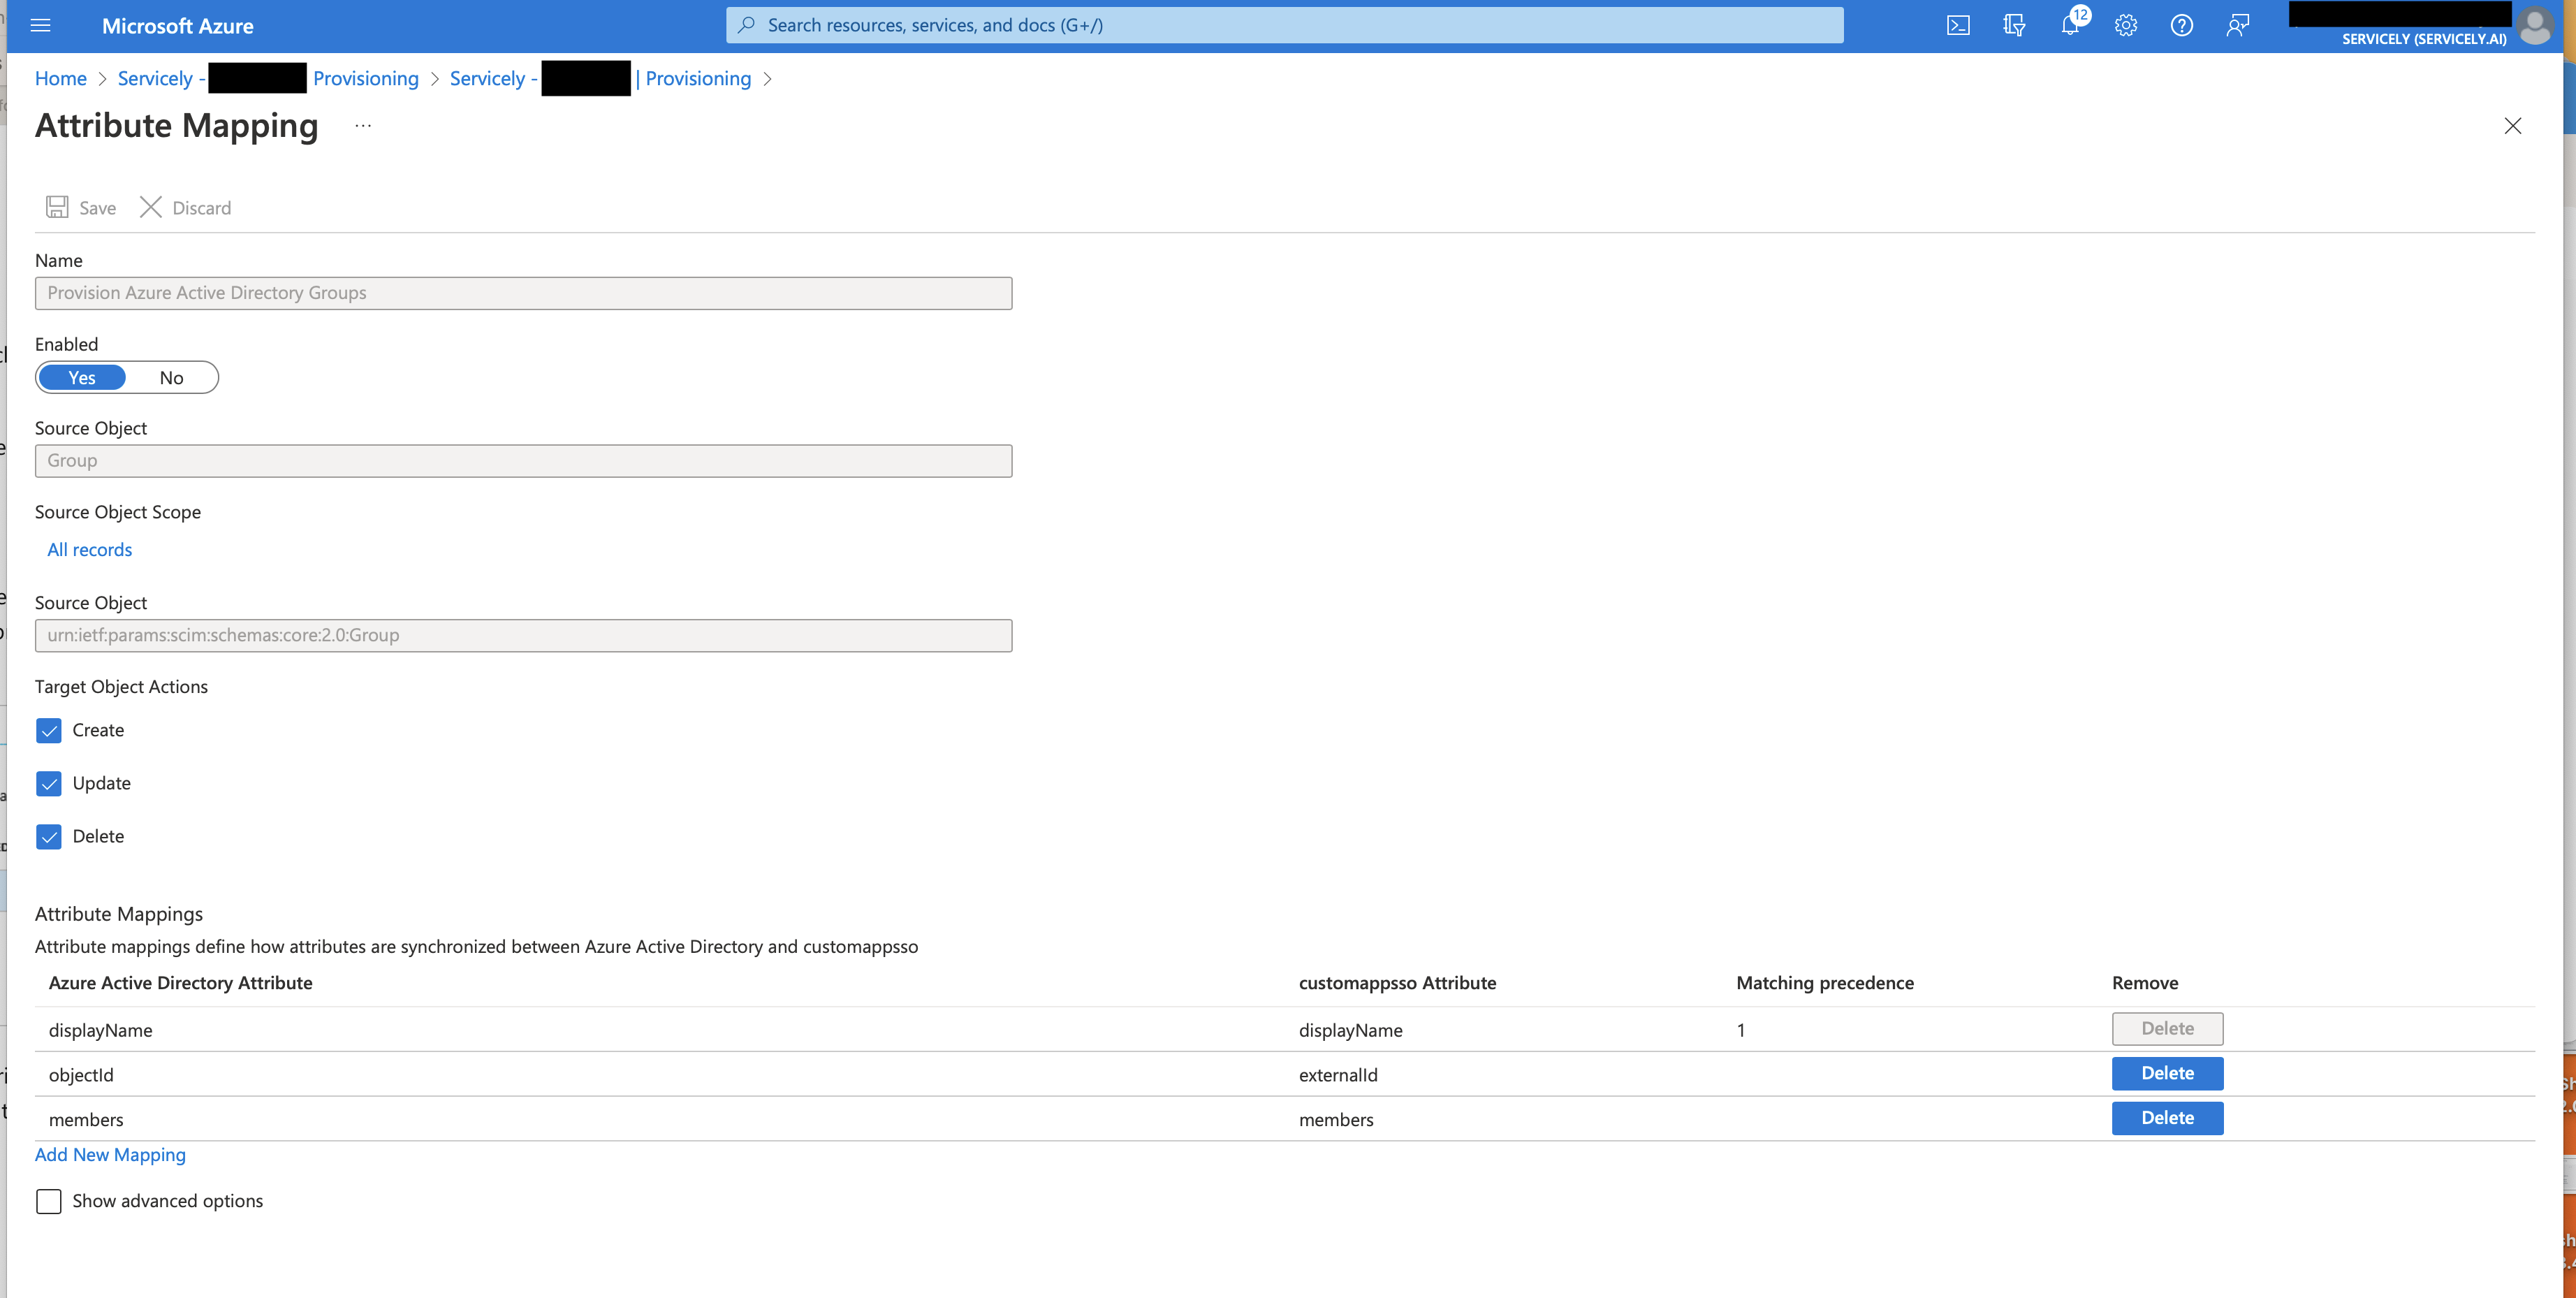 Microsoft Azure
Search resources, services, and docs (G+/)
12
SERVICELY (SERVICELY.AI)
Home > Servicely - Provisioning > Servicely - | Provisioning >
Attribute Mapping ...
Save Discard
Name
Provision Azure Active Directory Groups
Enabled
Yes No
Source Object
Group
Source Object Scope
All records
Source Object
urn:ietf:params:scim:schemas:core:2.0:Group
Target Object Actions
Create
Update
Delete
Attribute Mappings
Attribute mappings define how attributes are synchronized between Azure Active Directory and customappsso
Azure Active Directory Attribute customappsso Attribute Matching precedence Remove
displayName displayName 1 Delete
objectId externalId Delete
members members Delete
Add New Mapping
Show advanced options